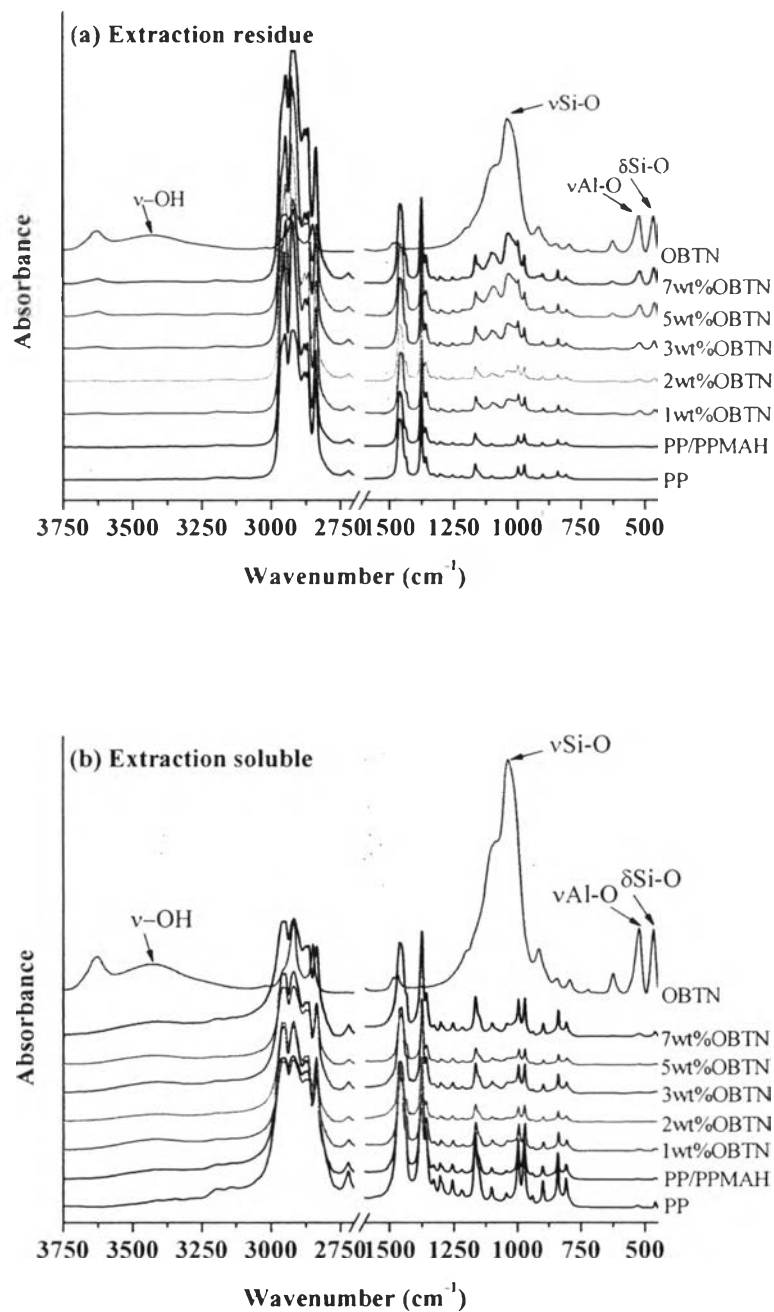 (a) Extraction residue
νSi-O
δSi-O
νAl-O
ν–OH
OBTN
7wt%OBTN
5wt%OBTN
3wt%OBTN
2wt%OBTN
1wt%OBTN
PP/PPMAH
PP
Absorbance
3750 3500 3250 3000 2750 1500 1250 1000 750 500
Wavenumber (cm⁻¹)
(b) Extraction soluble
νSi-O
δSi-O
νAl-O
ν–OH
OBTN
7wt%OBTN
5wt%OBTN
3wt%OBTN
2wt%OBTN
1wt%OBTN
PP/PPMAH
PP
Absorbance
3750 3500 3250 3000 2750 1500 1250 1000 750 500
Wavenumber (cm⁻¹)